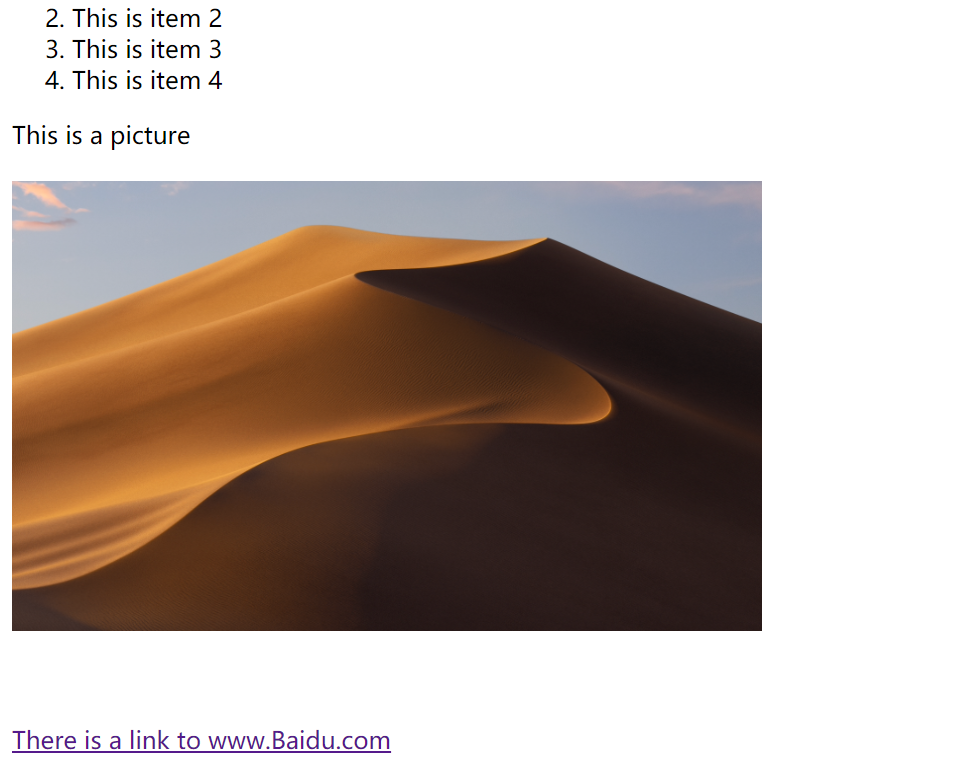 2. This is item 2
3. This is item 3
4. This is item 4
This is a picture
There is a link to www.Baidu.com